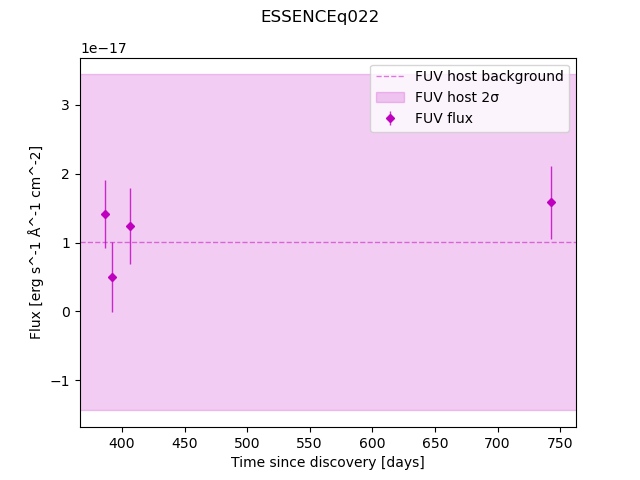 ESSENCEq022
1e−17
FUV host background
FUV host 2σ
FUV flux
3
2
1
0
−1
Flux [erg s^-1 Å^-1 cm^-2]
400 450 500 550 600 650 700 750
Time since discovery [days]